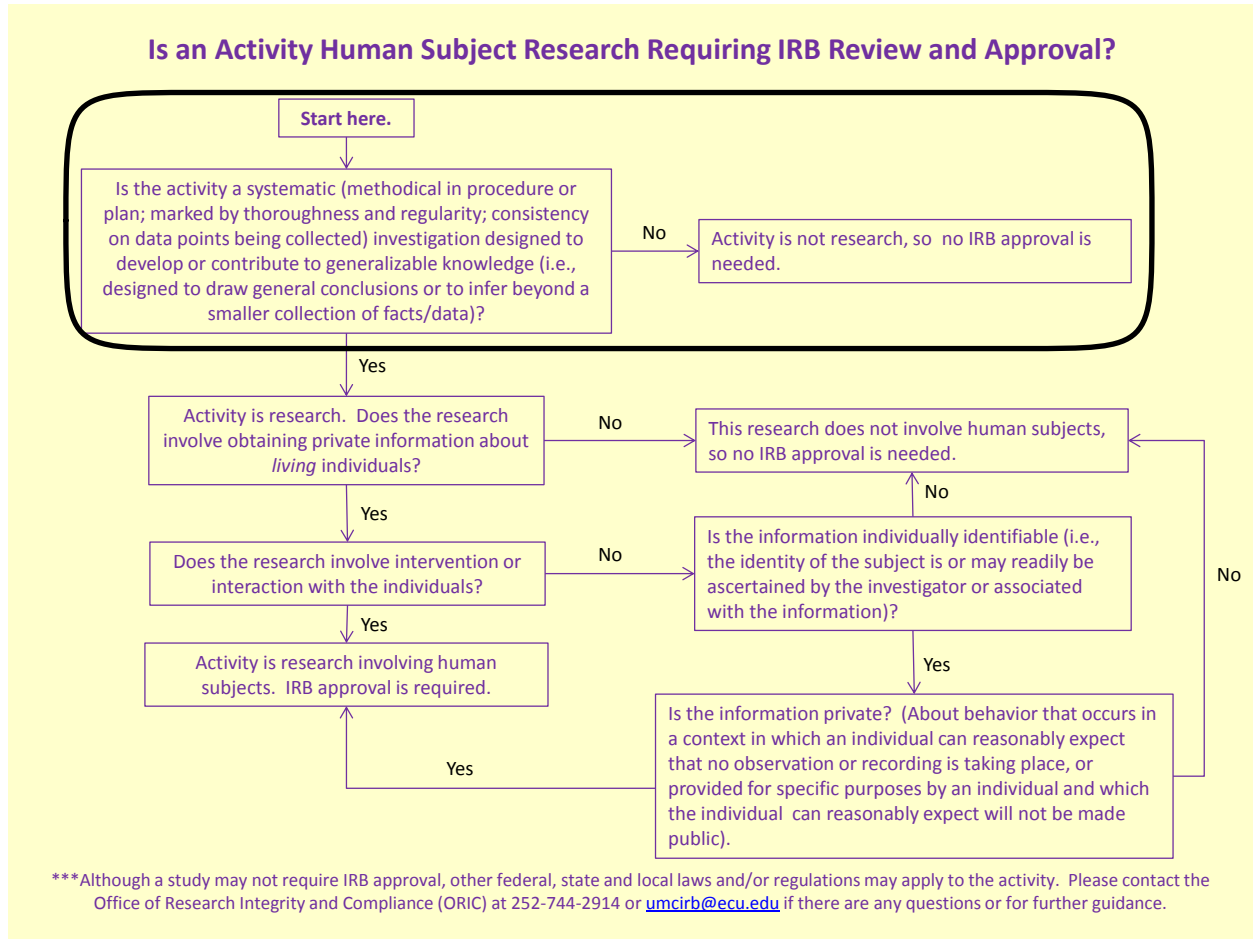 Is an Activity Human Subject Research Requiring IRB Review and Approval?
Start here.
Is the activity a systematic (methodical in procedure or
plan; marked by thoroughness and regularity; consistency
on data points being collected) investigation designed to
develop or contribute to generalizable knowledge (i.e.,
designed to draw general conclusions or to infer beyond a
smaller collection of facts/data)?
No
Activity is not research, so  no IRB approval is
needed.
Yes
Activity is research.  Does the research
involve obtaining private information about
living individuals?
No
This research does not involve human subjects,
so no IRB approval is needed.
Yes
No
Does the research involve intervention or
interaction with the individuals?
No
Is the information individually identifiable (i.e.,
the identity of the subject is or may readily be
ascertained by the investigator or associated
with the information)?
No
Yes
Activity is research involving human
subjects.  IRB approval is required.
Yes
Is the information private?  (About behavior that occurs in
a context in which an individual can reasonably expect
that no observation or recording is taking place, or
provided for specific purposes by an individual and which
the individual  can reasonably expect will not be made
public).
Yes
***Although a study may not require IRB approval, other federal, state and local laws and/or regulations may apply to the activity.  Please contact the
Office of Research Integrity and Compliance (ORIC) at 252-744-2914 or umcirb@ecu.edu if there are any questions or for further guidance.